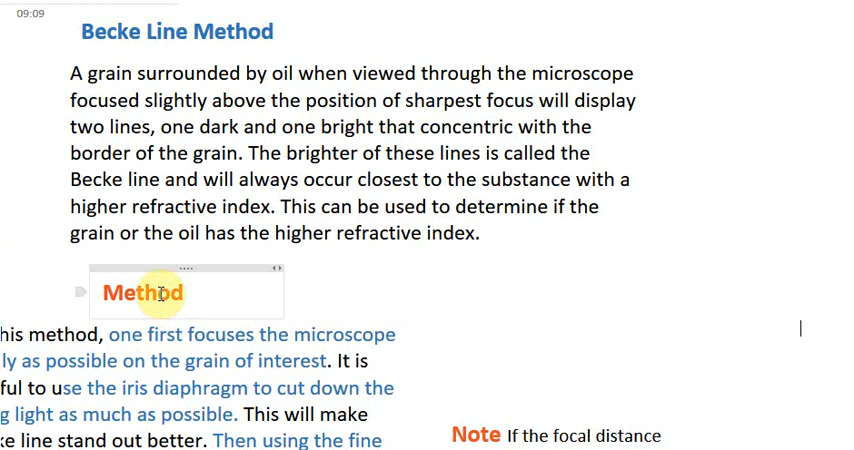 09:09
Becke Line Method
A grain surrounded by oil when viewed through the microscope
focused slightly above the position of sharpest focus will display
two lines, one dark and one bright that concentric with the
border of the grain. The brighter of these lines is called the
Becke line and will always occur closest to the substance with a
higher refractive index. This can be used to determine if the
grain or the oil has the higher refractive index.
Method
his method, one first focuses the microscope
ly as possible on the grain of interest. It is
ful to use the iris diaphragm to cut down the
g light as much as possible. This will make
ke line stand out better. Then using the fine
Note If the focal distance